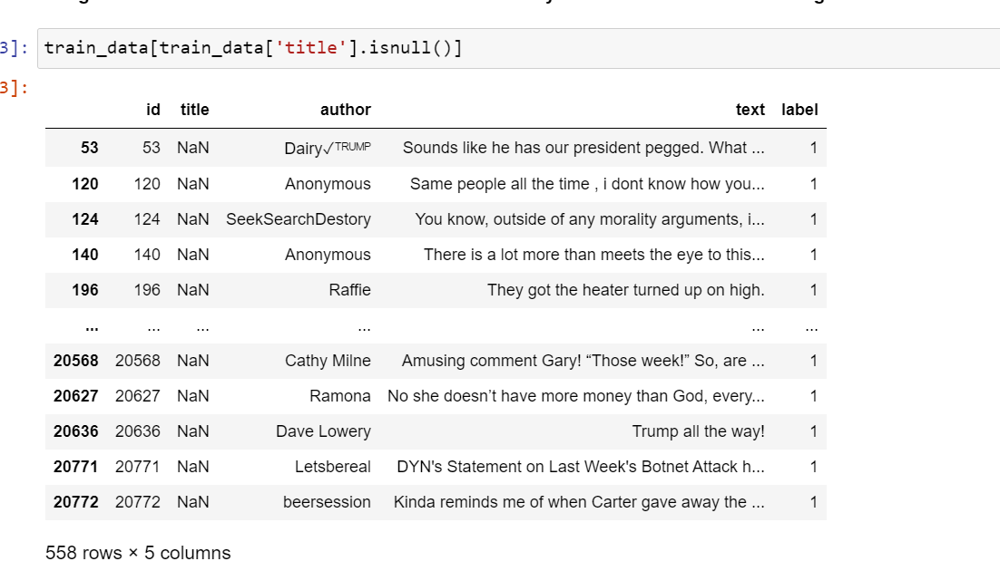 3]: train_data[train_data['title'].isnull()]
3]:
id title author text label
53 53 NaN Dairy✓ᵀᴿᵁᴹᴾ Sounds like he has our president pegged. What ... 1
120 120 NaN Anonymous Same people all the time , i dont know how you... 1
124 124 NaN SeekSearchDestory You know, outside of any morality arguments, i... 1
140 140 NaN Anonymous There is a lot more than meets the eye to this... 1
196 196 NaN Raffie They got the heater turned up on high. 1
... ... ... ... ... ...
20568 20568 NaN Cathy Milne Amusing comment Gary! “Those week!” So, are ... 1
20627 20627 NaN Ramona No she doesn’t have more money than God, every... 1
20636 20636 NaN Dave Lowery Trump all the way! 1
20771 20771 NaN Letsbereal DYN's Statement on Last Week's Botnet Attack h... 1
20772 20772 NaN beersession Kinda reminds me of when Carter gave away the ... 1
558 rows × 5 columns